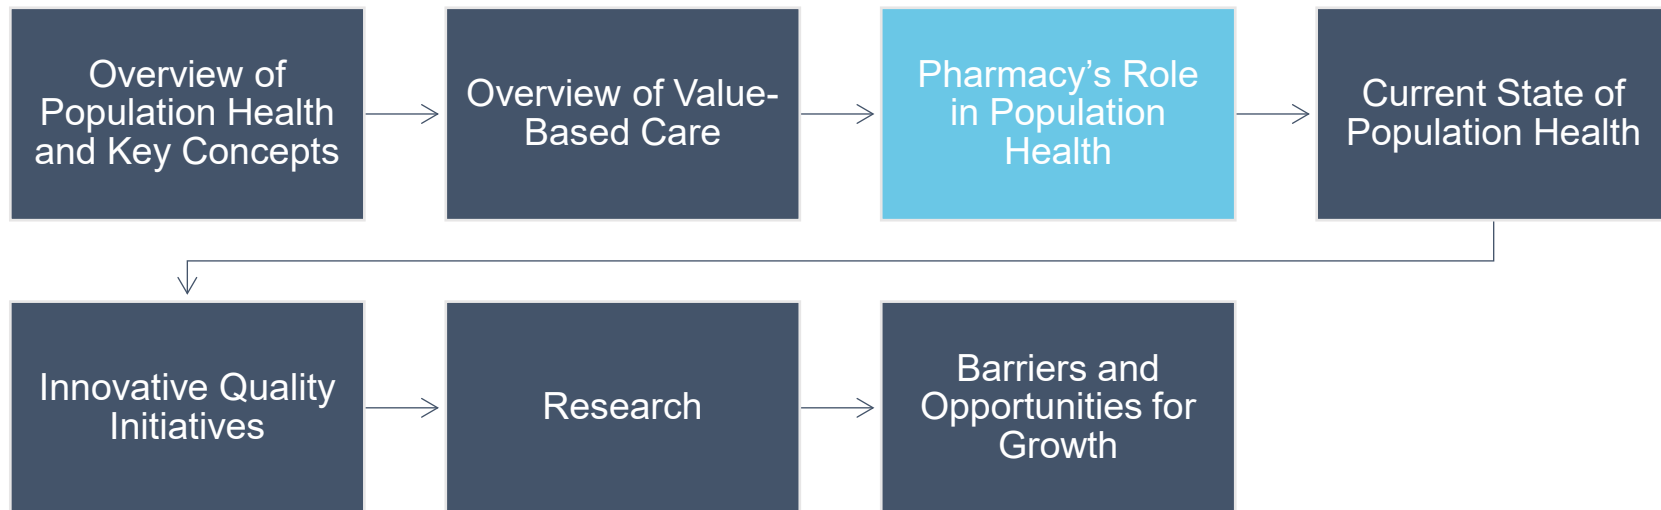 Overview of
Population Health
and Key Concepts
Overview of Value-
Based Care
Pharmacy’s Role
in Population
Health
Current State of
Population Health
Innovative Quality
Initiatives
Research
Barriers and
Opportunities for
Growth